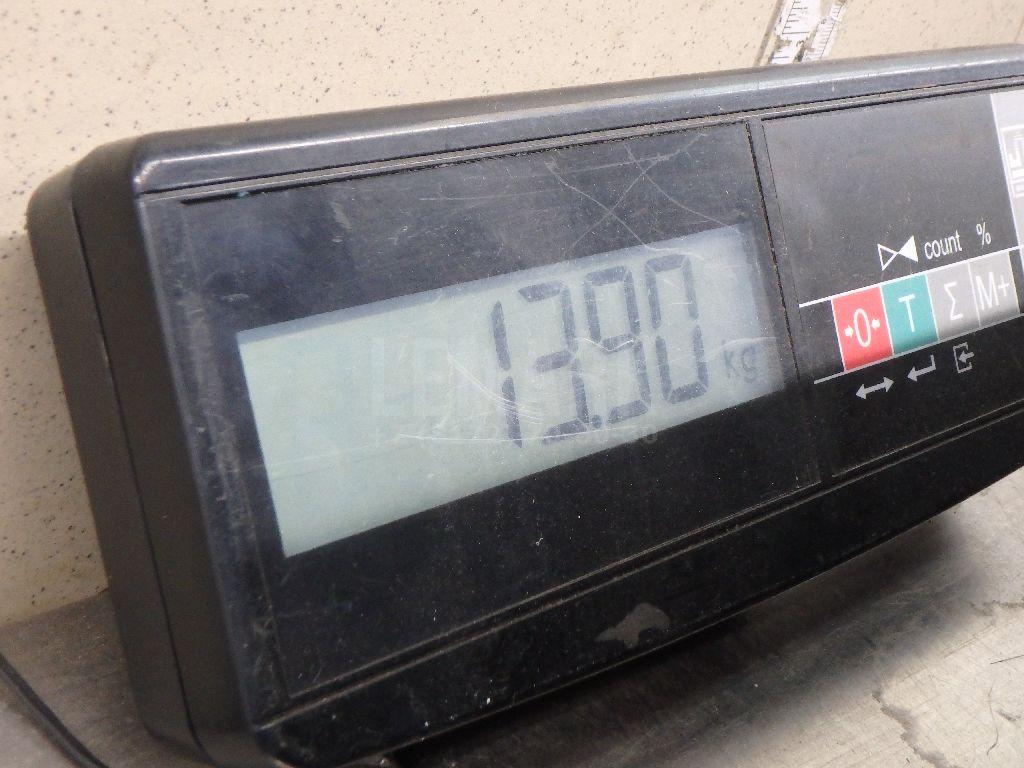 13.90 kg
count %
→0← T Σ M+